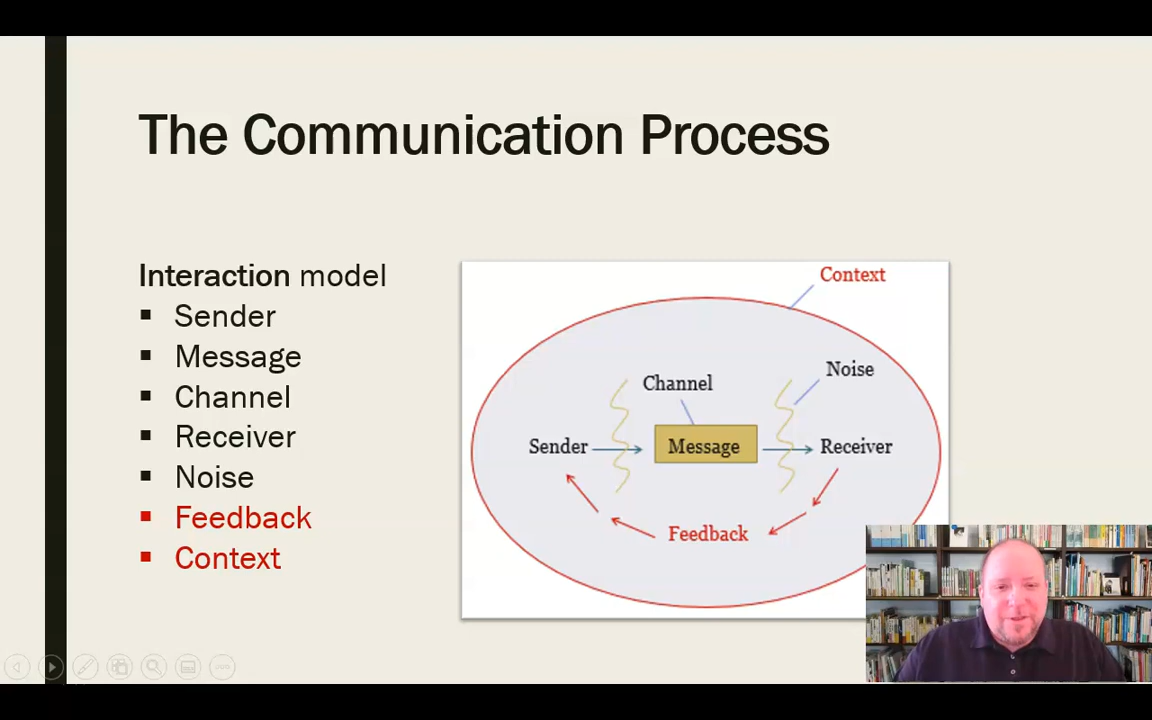 The Communication Process
Interaction model
▪ Sender
▪ Message
▪ Channel
▪ Receiver
▪ Noise
▪ Feedback
▪ Context
Context
Noise
Channel
Sender
Message
Receiver
Feedback